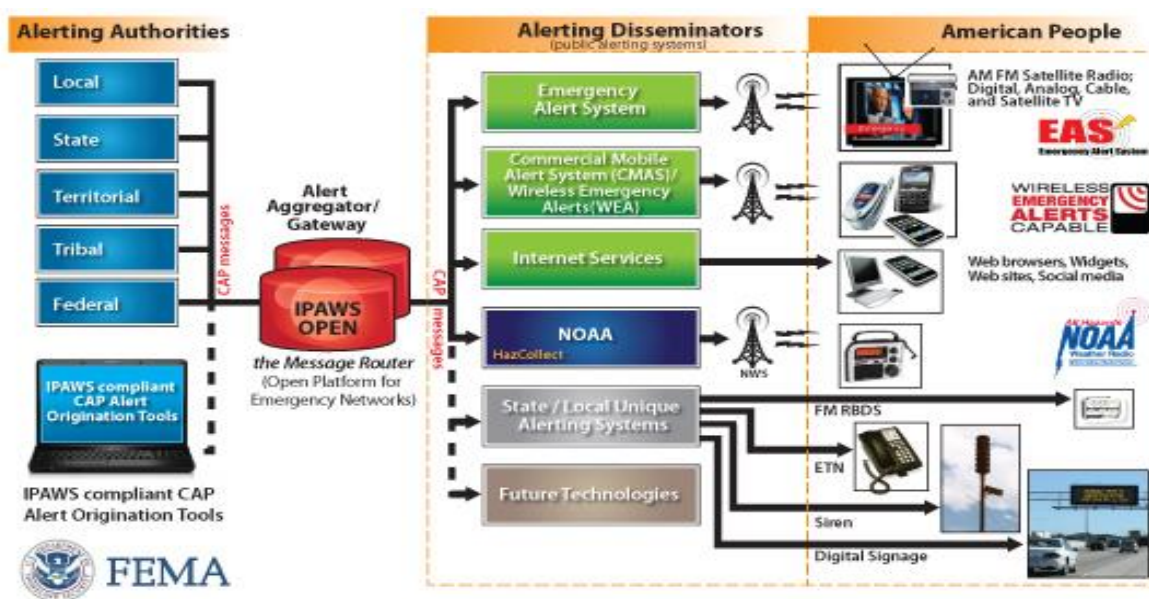 Alerting Authorities
Local
State
Territorial
Tribal
Federal
CAP messages
IPAWS compliant
CAP Alert
Origination Tools
IPAWS compliant CAP
Alert Origination Tools
FEMA
Alert
Aggregator/
Gateway
IPAWS
OPEN
the Message Router
(Open Platform for
Emergency Networks)
CAP messages
Alerting Disseminators
(public alerting systems)
Emergency
Alert System
Commercial Mobile
Alert System (CMAS)/
Wireless Emergency
Alerts(WEA)
Internet Services
NOAA
HazCollect
NWS
State / Local Unique
Alerting Systems
Future Technologies
FM RBDS
ETN
Siren
Digital Signage
American People
AM FM Satellite Radio;
Digital, Analog, Cable,
and Satellite TV
EAS
Emergency Alert System
WIRELESS
EMERGENCY
ALERTS
CAPABLE
Web browsers, Widgets,
Web sites, Social media
All Hazards
NOAA
Weather Radio